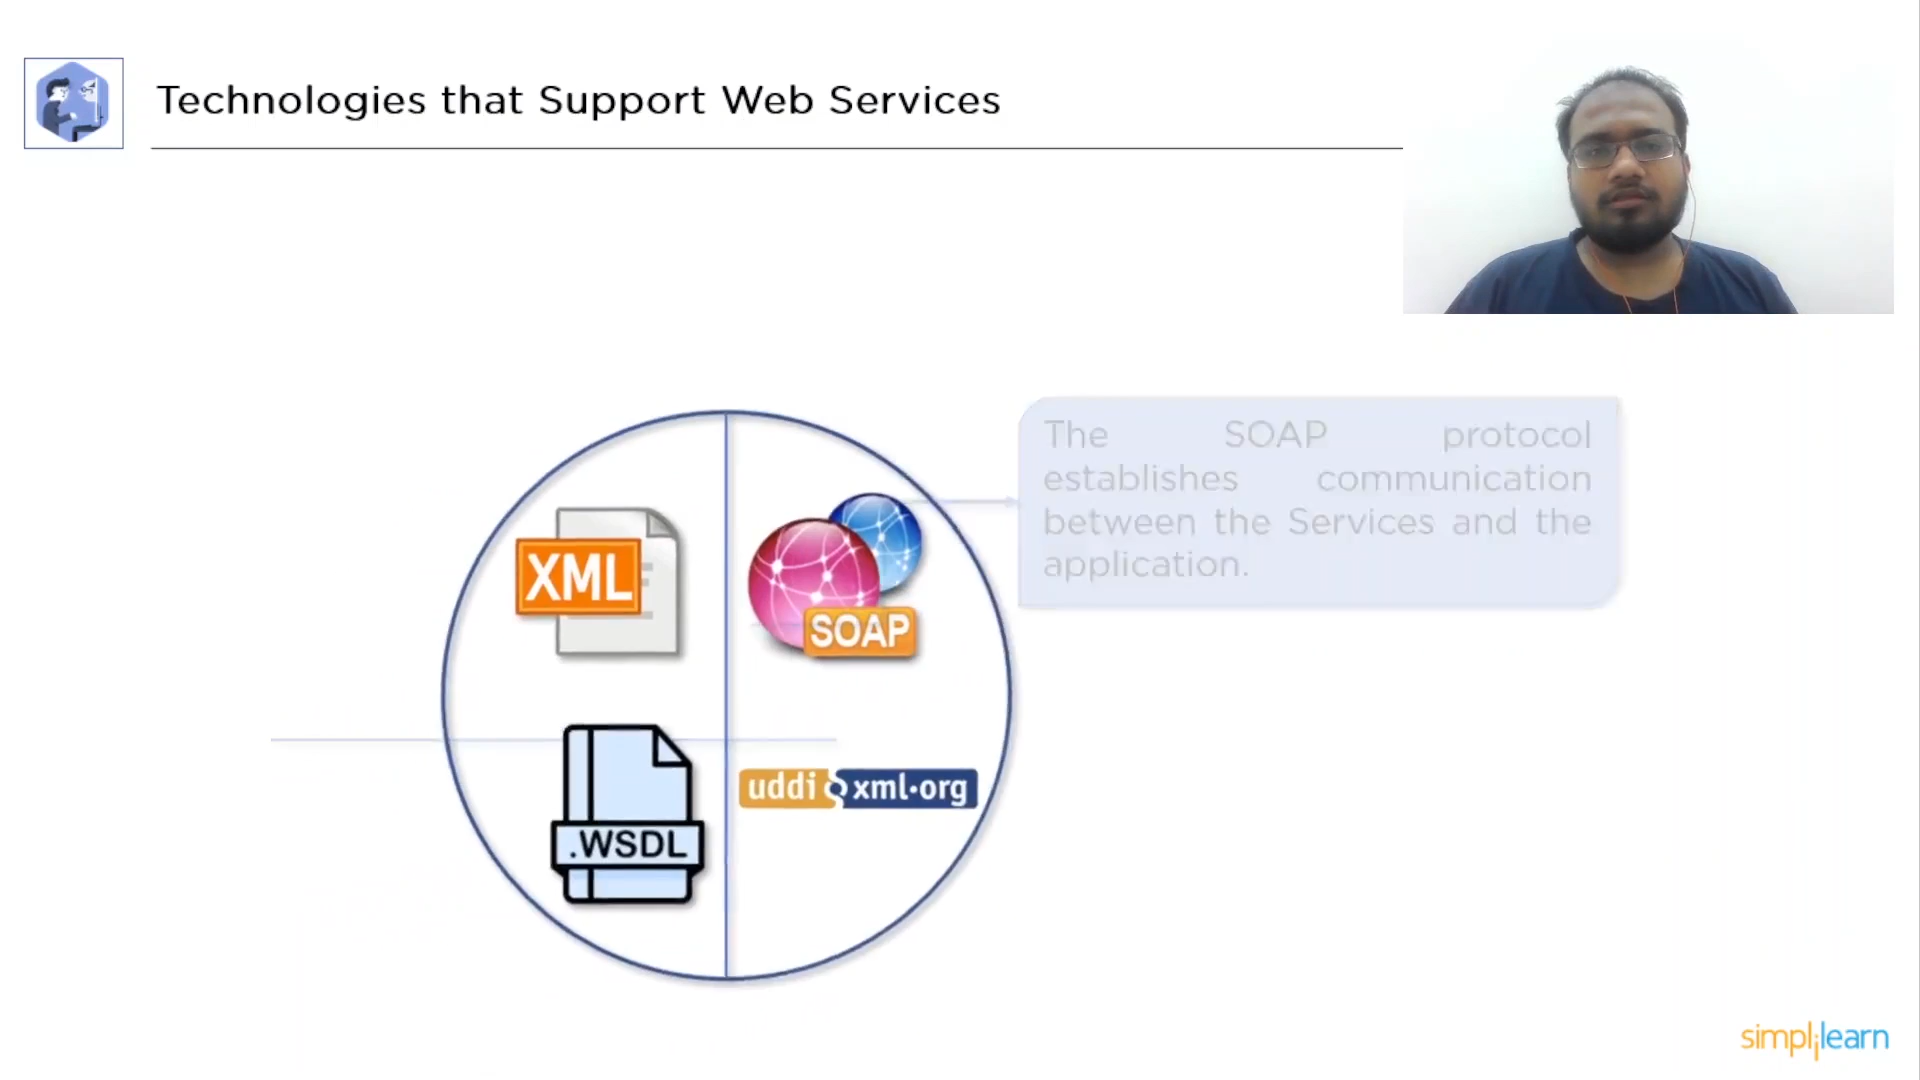 Technologies that Support Web Services
The SOAP protocol
establishes communication
between the Services and the
application.
XML
SOAP
.WSDL
uddi xml.org
simplilearn